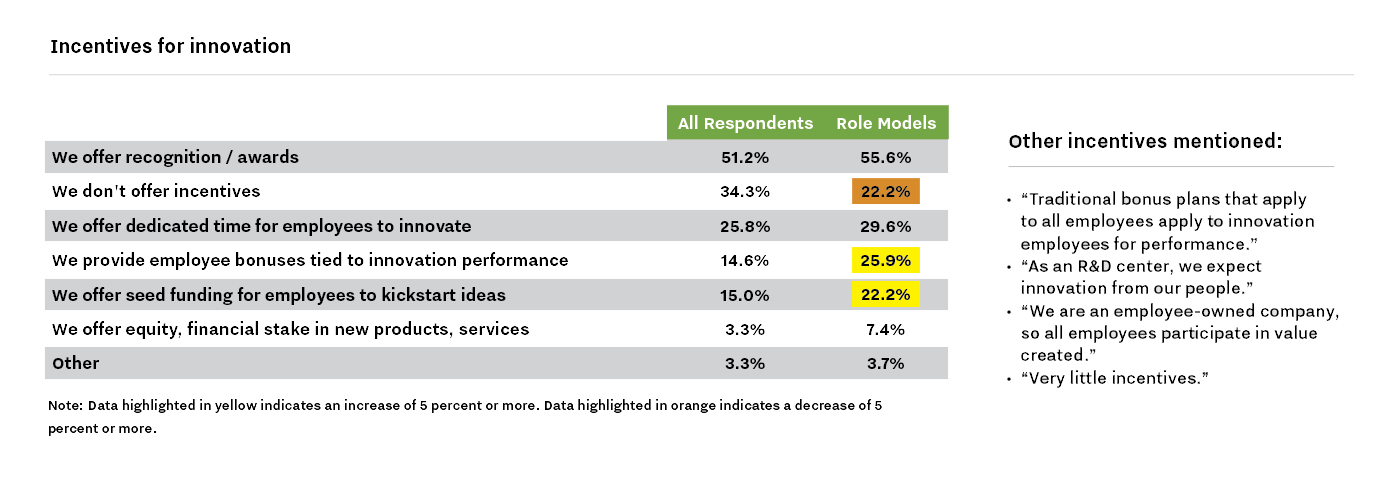 Incentives for innovation
All Respondents Role Models
We offer recognition / awards 51.2% 55.6%
We don't offer incentives 34.3% 22.2%
We offer dedicated time for employees to innovate 25.8% 29.6%
We provide employee bonuses tied to innovation performance 14.6% 25.9%
We offer seed funding for employees to kickstart ideas 15.0% 22.2%
We offer equity, financial stake in new products, services 3.3% 7.4%
Other 3.3% 3.7%
Note: Data highlighted in yellow indicates an increase of 5 percent or more. Data highlighted in orange indicates a decrease of 5
percent or more.
Other incentives mentioned:
• “Traditional bonus plans that apply
to all employees apply to innovation
employees for performance.”
• “As an R&D center, we expect
innovation from our people.”
• “We are an employee-owned company,
so all employees participate in value
created.”
• “Very little incentives.”